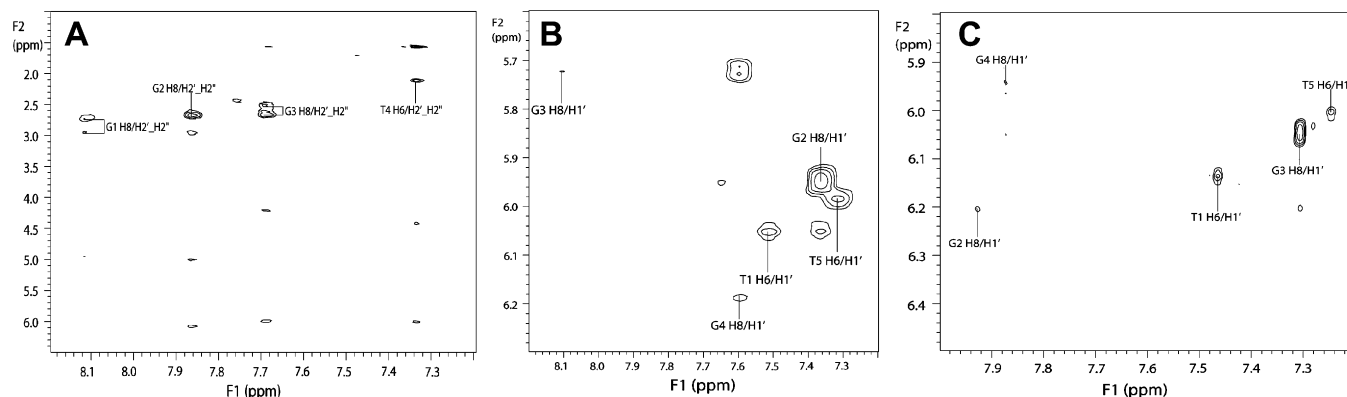 F2
(ppm)
A
2.0
2.5
3.0
3.5
4.0
4.5
5.0
5.5
6.0
G2 H8/H2'_H2"
G1 H8/H2'_H2"
G3 H8/H2'_H2"
T4 H6/H2'_H2"
8.1 8.0 7.9 7.8 7.7 7.6 7.5 7.4 7.3
F1 (ppm)
F2
(ppm)
B
5.7
5.8
5.9
6.0
6.1
6.2
G3 H8/H1'
G2 H8/H1'
T1 H6/H1'
T5 H6/H1'
G4 H8/H1'
8.1 8.0 7.9 7.8 7.7 7.6 7.5 7.4 7.3
F1 (ppm)
F2
(ppm)
C
5.9
6.0
6.1
6.2
6.3
6.4
G4 H8/H1'
T5 H6/H1
G3 H8/H1'
T1 H6/H1'
G2 H8/H1'
7.9 7.8 7.7 7.6 7.5 7.4 7.3
F1 (ppm)